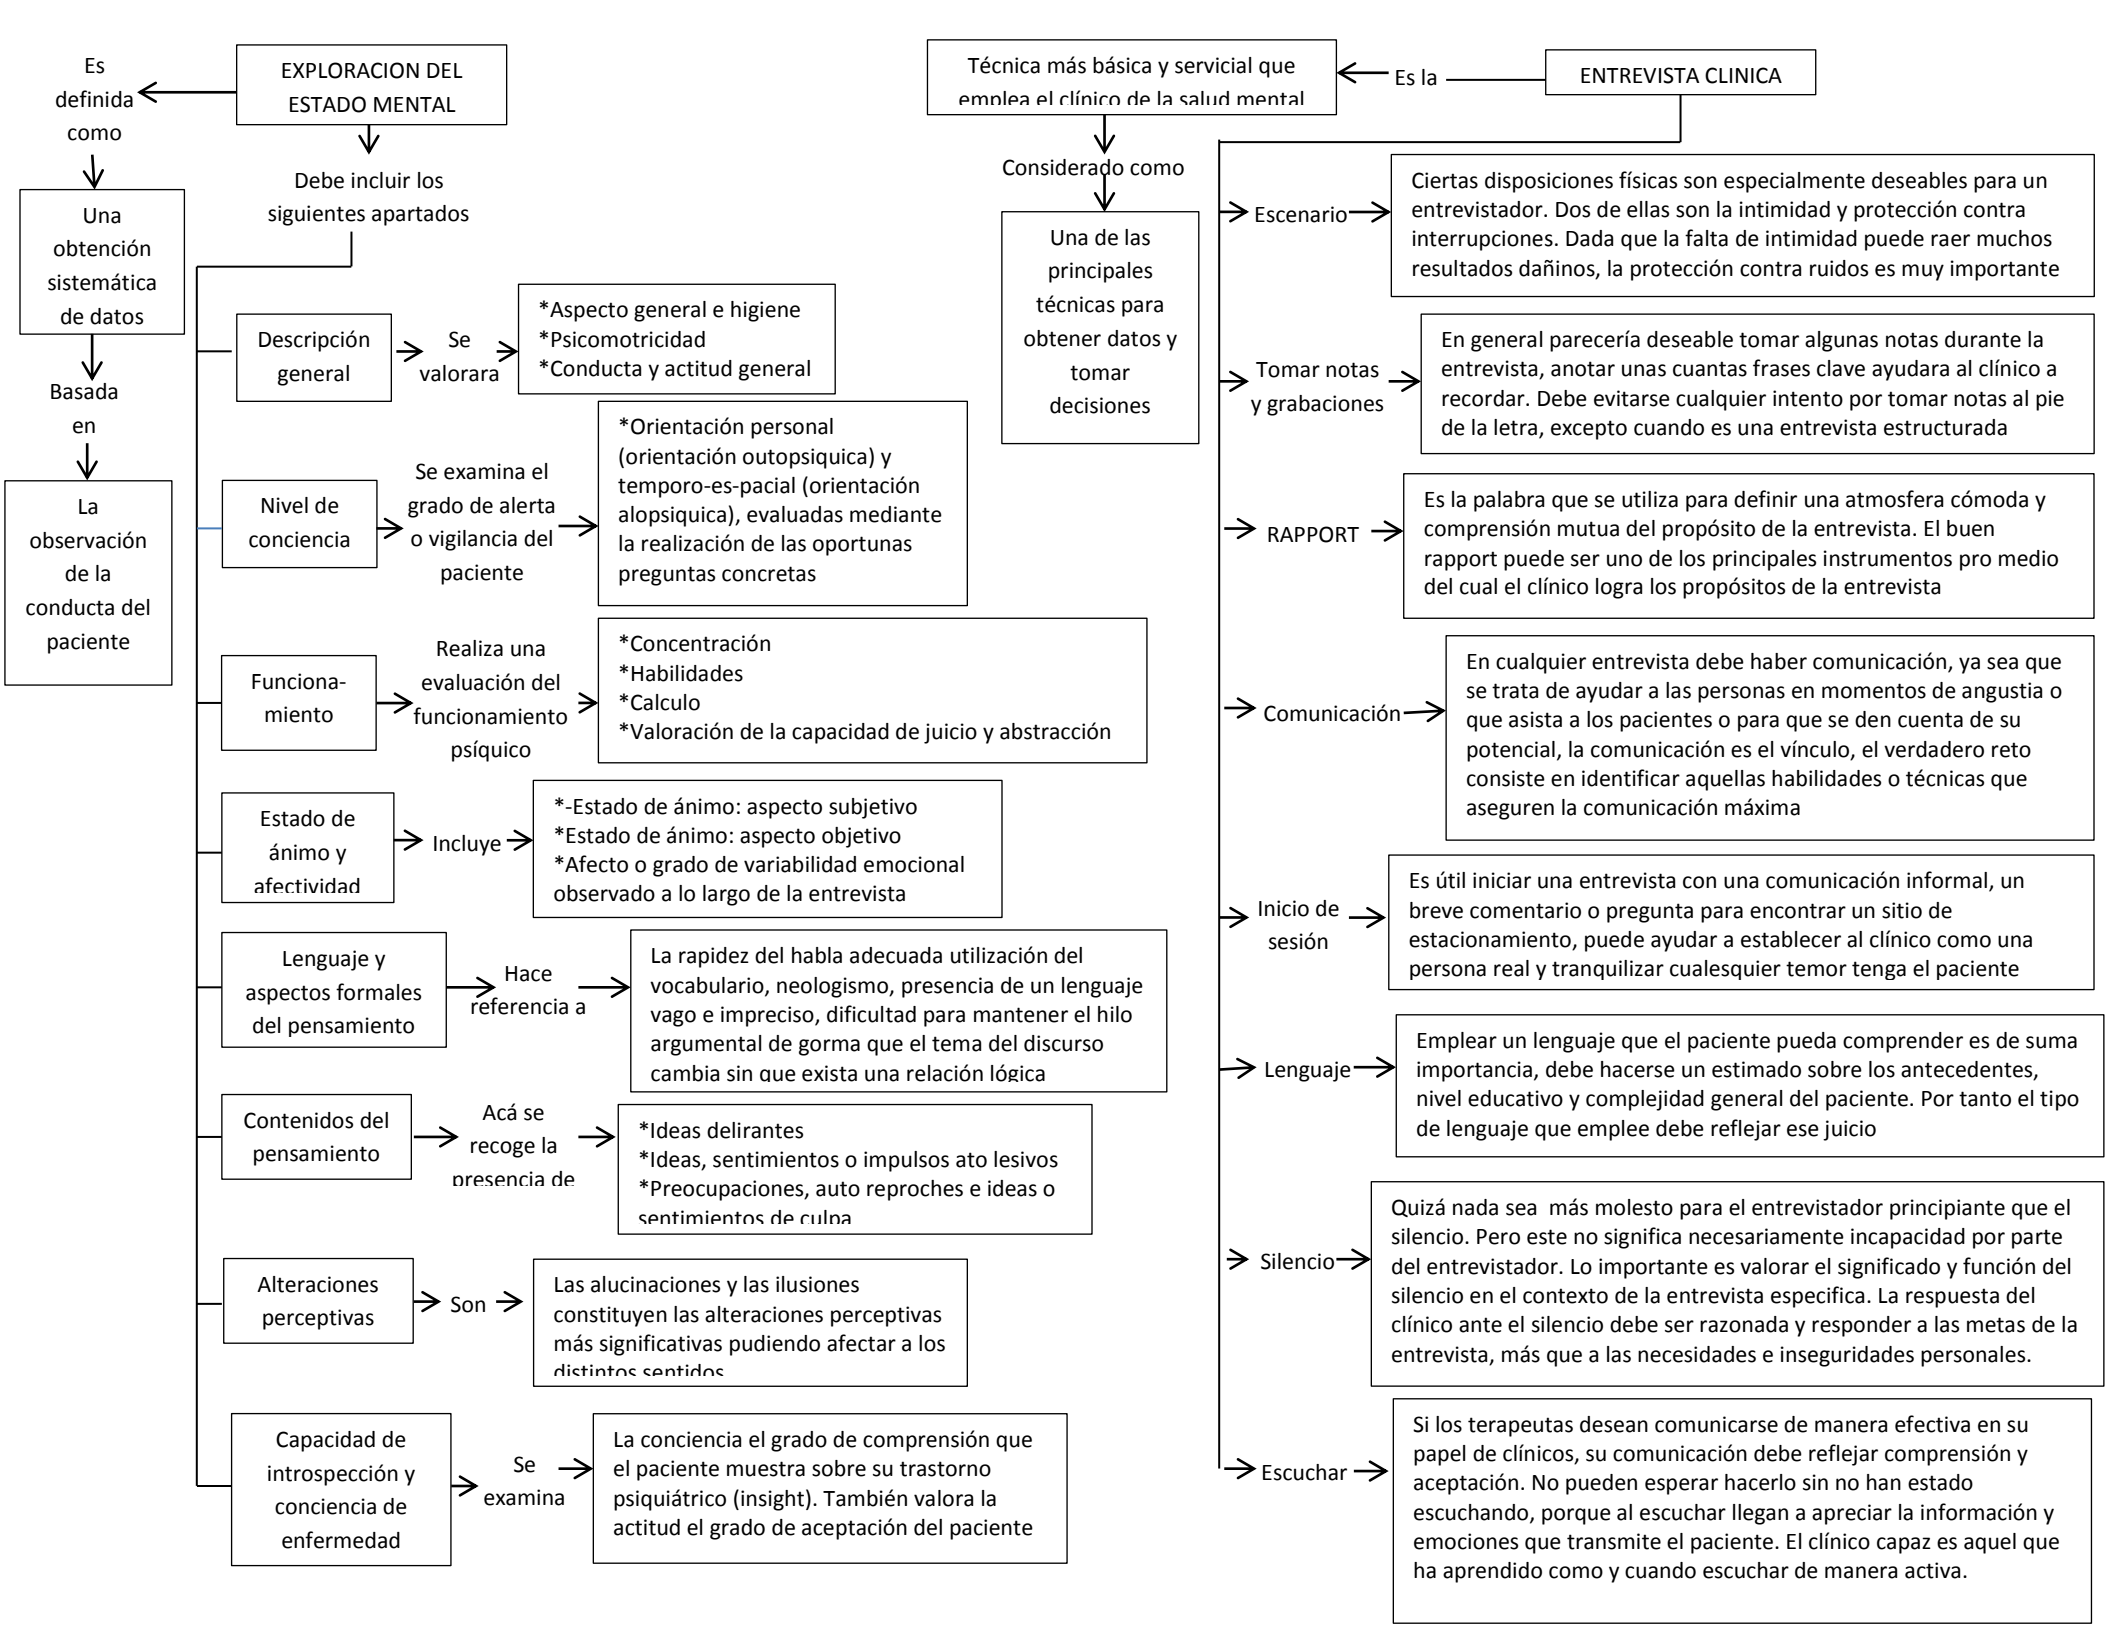 EXPLORACION DEL
ESTADO MENTAL
Es
definida
como
Una
obtención
sistemática
de datos
Basada
en
La
observación
de la
conducta del
paciente
Debe incluir los
siguientes apartados
Descripción
general
Se
valorara
*Aspecto general e higiene
*Psicomotricidad
*Conducta y actitud general
Nivel de
conciencia
Se examina el
grado de alerta
o vigilancia del
paciente
*Orientación personal
(orientación outopsiquica) y
temporo-es-pacial (orientación
alopsiquica), evaluadas mediante
la realización de las oportunas
preguntas concretas
Funciona-
miento
Realiza una
evaluación del
funcionamiento
psíquico
*Concentración
*Habilidades
*Calculo
*Valoración de la capacidad de juicio y abstracción
Estado de
ánimo y
afectividad
Incluye
*-Estado de ánimo: aspecto subjetivo
*Estado de ánimo: aspecto objetivo
*Afecto o grado de variabilidad emocional
observado a lo largo de la entrevista
Lenguaje y
aspectos formales
del pensamiento
Hace
referencia a
La rapidez del habla adecuada utilización del
vocabulario, neologismo, presencia de un lenguaje
vago e impreciso, dificultad para mantener el hilo
argumental de gorma que el tema del discurso
cambia sin que exista una relación lógica
Contenidos del
pensamiento
Acá se
recoge la
presencia de
*Ideas delirantes
*Ideas, sentimientos o impulsos ato lesivos
*Preocupaciones, auto reproches e ideas o
sentimientos de culpa
Alteraciones
perceptivas
Son
Las alucinaciones y las ilusiones
constituyen las alteraciones perceptivas
más significativas pudiendo afectar a los
distintos sentidos
Capacidad de
introspección y
conciencia de
enfermedad
Se
examina
La conciencia el grado de comprensión que
el paciente muestra sobre su trastorno
psiquiátrico (insight). También valora la
actitud el grado de aceptación del paciente
ENTREVISTA CLINICA
Es la
Técnica más básica y servicial que
emplea el clínico de la salud mental
Considerado como
Una de las
principales
técnicas para
obtener datos y
tomar
decisiones
Escenario
Ciertas disposiciones físicas son especialmente deseables para un
entrevistador. Dos de ellas son la intimidad y protección contra
interrupciones. Dada que la falta de intimidad puede raer muchos
resultados dañinos, la protección contra ruidos es muy importante
Tomar notas
y grabaciones
En general parecería deseable tomar algunas notas durante la
entrevista, anotar unas cuantas frases clave ayudara al clínico a
recordar. Debe evitarse cualquier intento por tomar notas al pie
de la letra, excepto cuando es una entrevista estructurada
RAPPORT
Es la palabra que se utiliza para definir una atmosfera cómoda y
comprensión mutua del propósito de la entrevista. El buen
rapport puede ser uno de los principales instrumentos pro medio
del cual el clínico logra los propósitos de la entrevista
Comunicación
En cualquier entrevista debe haber comunicación, ya sea que
se trata de ayudar a las personas en momentos de angustia o
que asista a los pacientes o para que se den cuenta de su
potencial, la comunicación es el vínculo, el verdadero reto
consiste en identificar aquellas habilidades o técnicas que
aseguren la comunicación máxima
Inicio de
sesión
Es útil iniciar una entrevista con una comunicación informal, un
breve comentario o pregunta para encontrar un sitio de
estacionamiento, puede ayudar a establecer al clínico como una
persona real y tranquilizar cualesquier temor tenga el paciente
Lenguaje
Emplear un lenguaje que el paciente pueda comprender es de suma
importancia, debe hacerse un estimado sobre los antecedentes,
nivel educativo y complejidad general del paciente. Por tanto el tipo
de lenguaje que emplee debe reflejar ese juicio
Silencio
Quizá nada sea  más molesto para el entrevistador principiante que el
silencio. Pero este no significa necesariamente incapacidad por parte
del entrevistador. Lo importante es valorar el significado y función del
silencio en el contexto de la entrevista especifica. La respuesta del
clínico ante el silencio debe ser razonada y responder a las metas de la
entrevista, más que a las necesidades e inseguridades personales.
Escuchar
Si los terapeutas desean comunicarse de manera efectiva en su
papel de clínicos, su comunicación debe reflejar comprensión y
aceptación. No pueden esperar hacerlo sin no han estado
escuchando, porque al escuchar llegan a apreciar la información y
emociones que transmite el paciente. El clínico capaz es aquel que
ha aprendido como y cuando escuchar de manera activa.